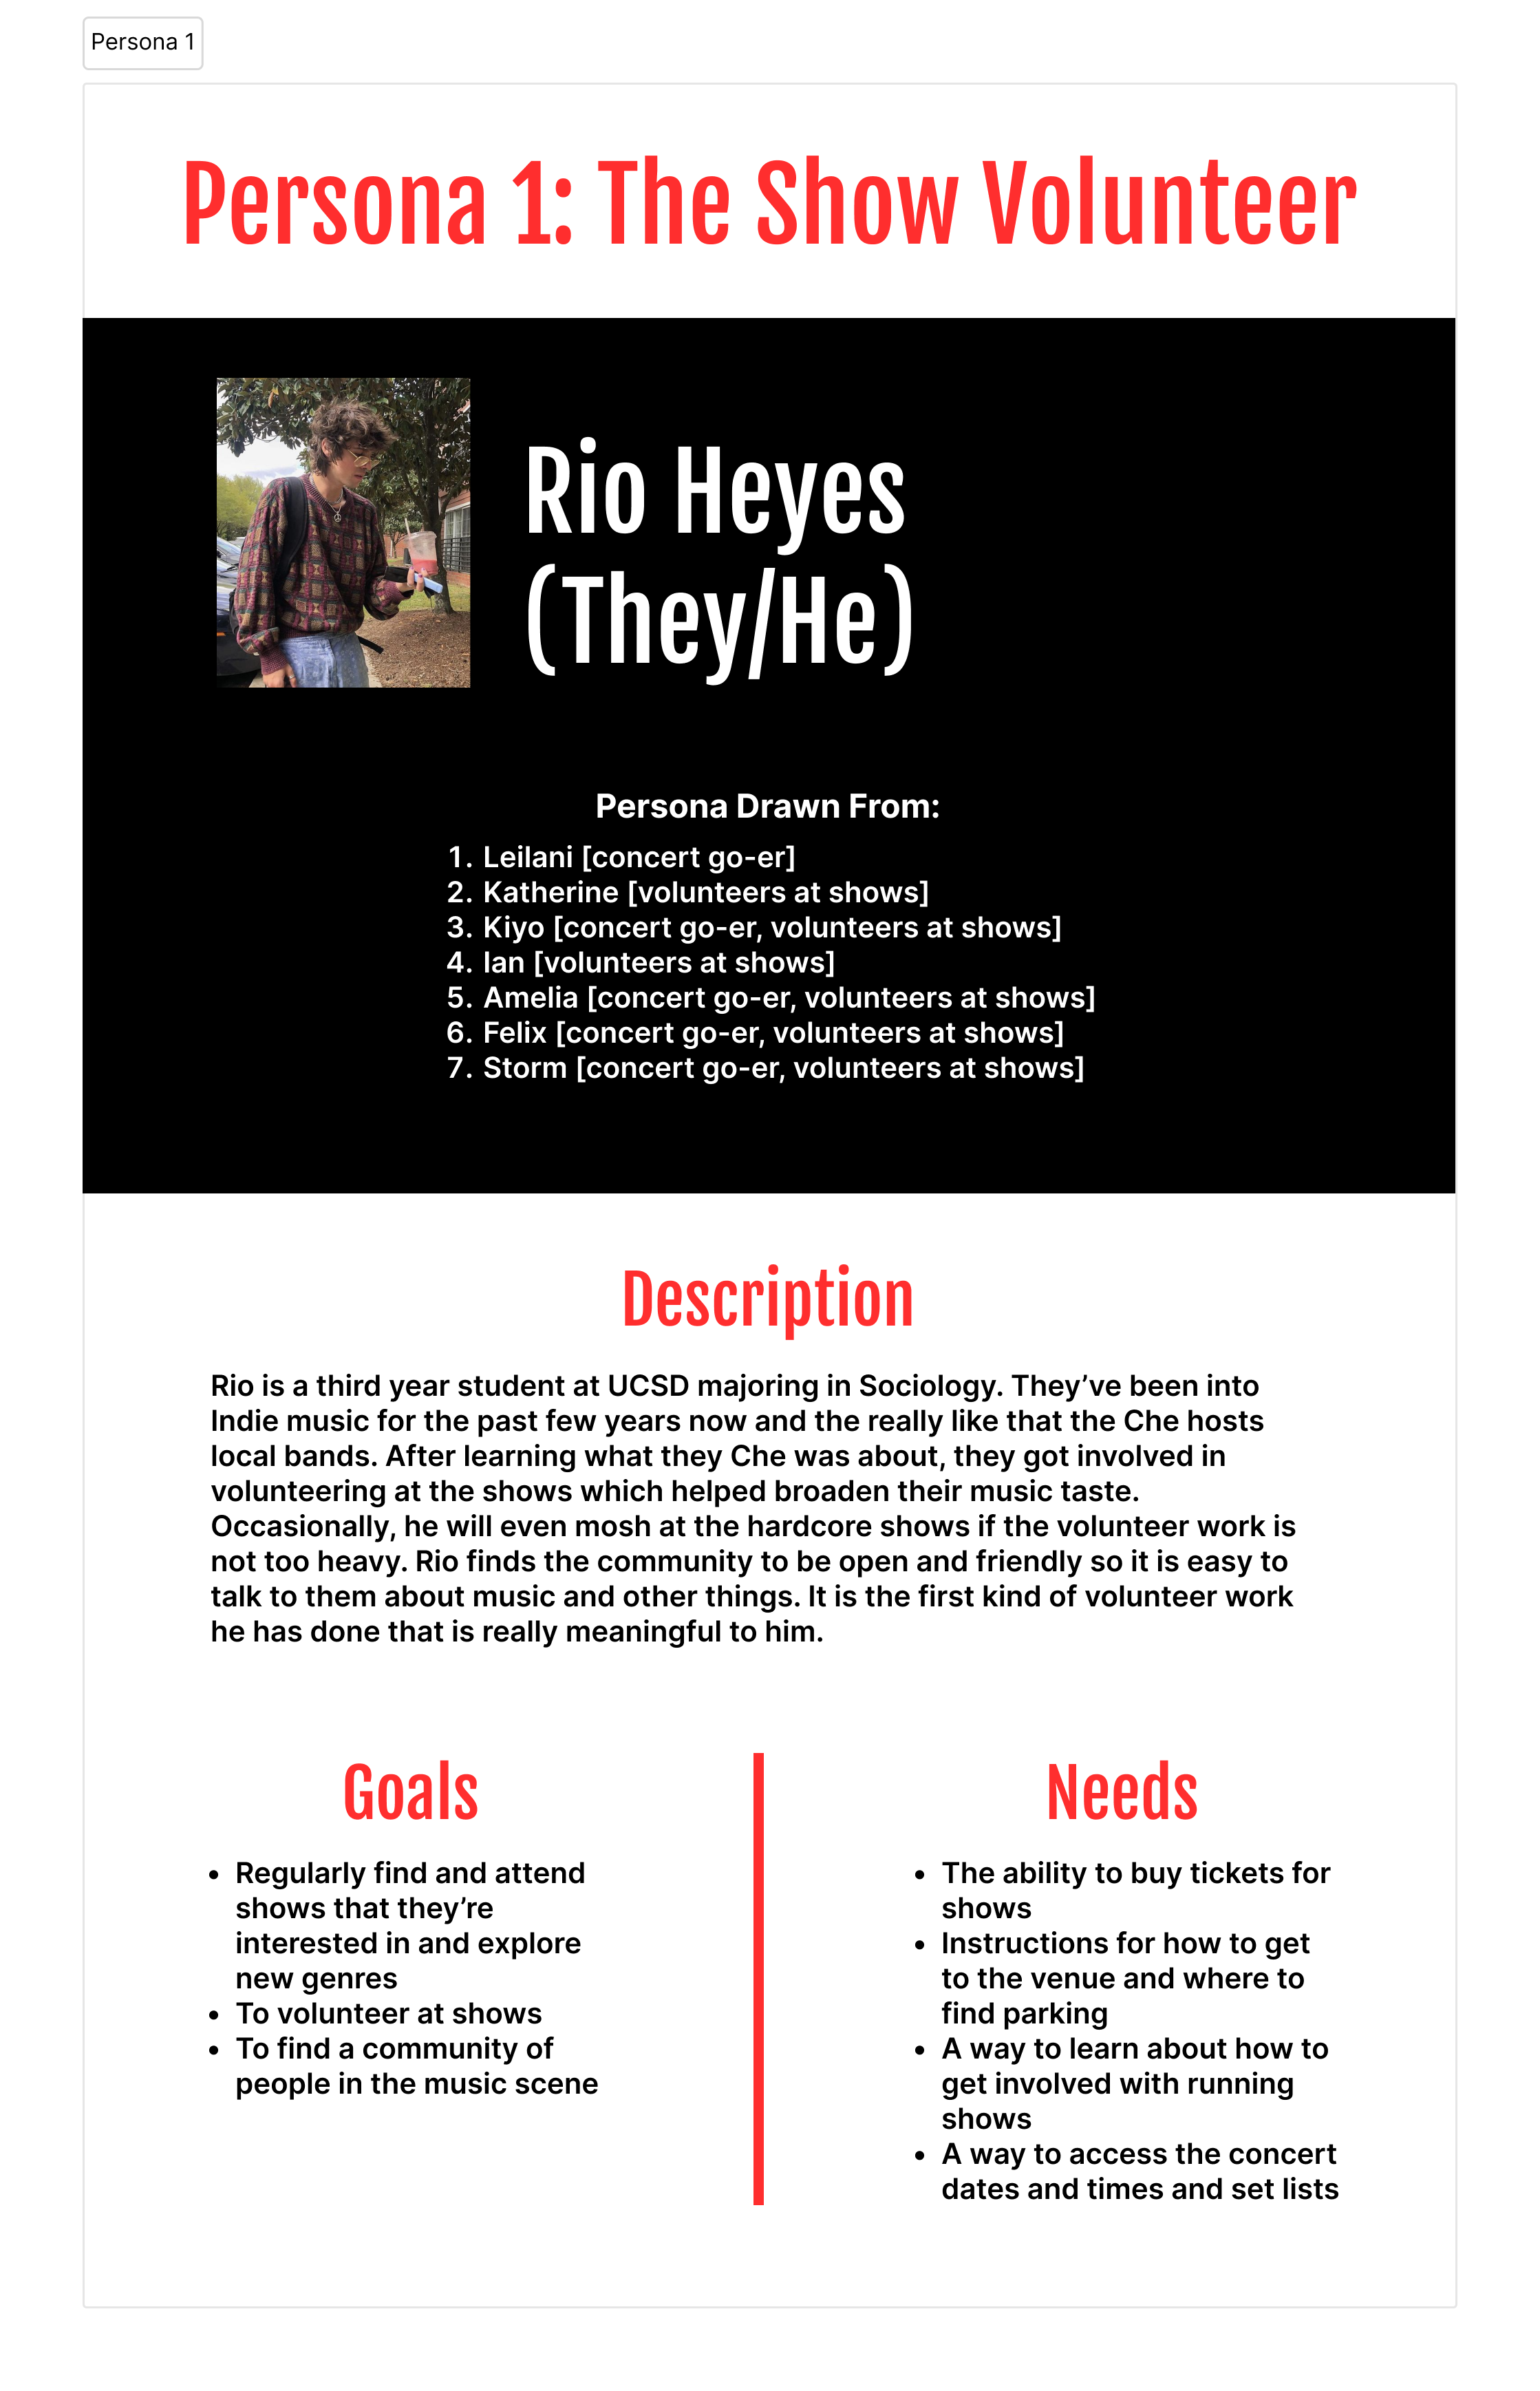 Persona 1
Persona 1: The Show Volunteer
Rio Heyes
(They/He)
Persona Drawn From:
1. Leilani [concert go-er]
2. Katherine [volunteers at shows]
3. Kiyo [concert go-er, volunteers at shows]
4. Ian [volunteers at shows]
5. Amelia [concert go-er, volunteers at shows]
6. Felix [concert go-er, volunteers at shows]
7. Storm [concert go-er, volunteers at shows]
Description
Rio is a third year student at UCSD majoring in Sociology. They’ve been into
Indie music for the past few years now and the really like that the Che hosts
local bands. After learning what they Che was about, they got involved in
volunteering at the shows which helped broaden their music taste.
Occasionally, he will even mosh at the hardcore shows if the volunteer work is
not too heavy. Rio finds the community to be open and friendly so it is easy to
talk to them about music and other things. It is the first kind of volunteer work
he has done that is really meaningful to him.
Goals
• Regularly find and attend
shows that they’re
interested in and explore
new genres
• To volunteer at shows
• To find a community of
people in the music scene
Needs
• The ability to buy tickets for
shows
• Instructions for how to get
to the venue and where to
find parking
• A way to learn about how to
get involved with running
shows
• A way to access the concert
dates and times and set lists